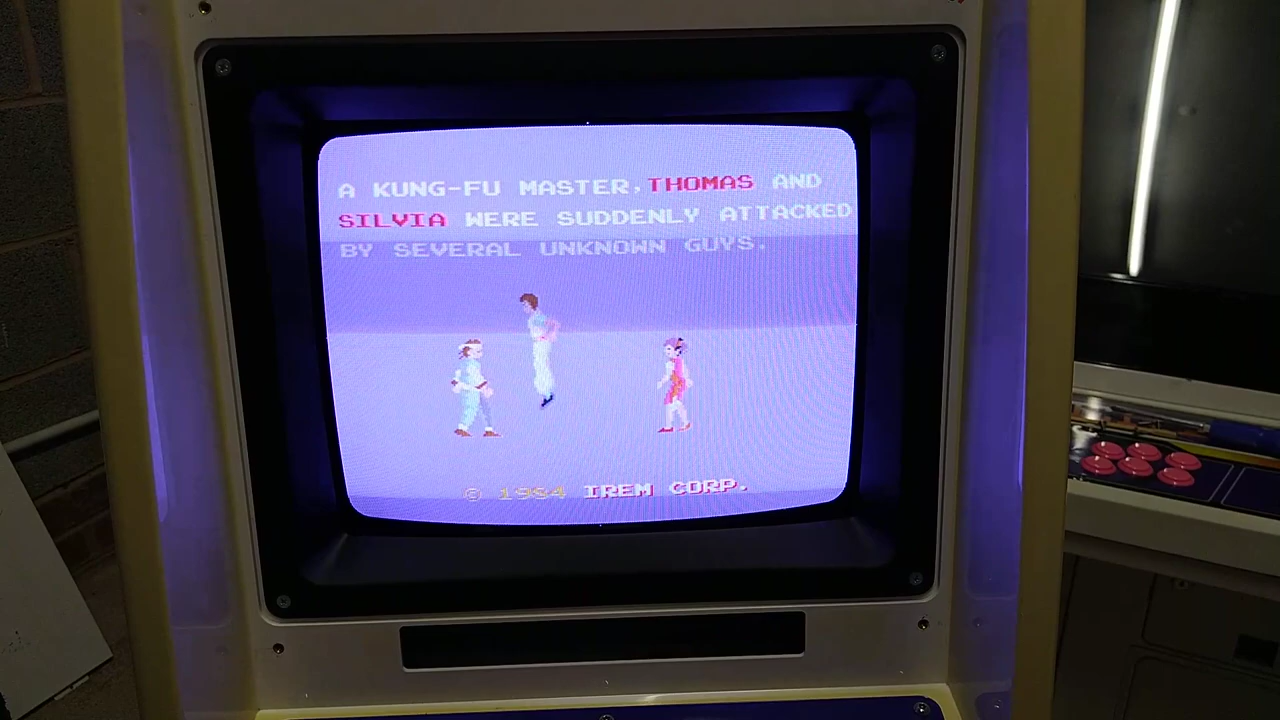 A KUNG-FU MASTER,THOMAS AND
SILVIA WERE SUDDENLY ATTACKED
BY SEVERAL UNKNOWN GUYS.
© 1984 IREM CORP.